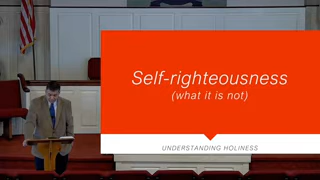 Self-righteousness
(what it is not)
UNDERSTANDING HOLINESS